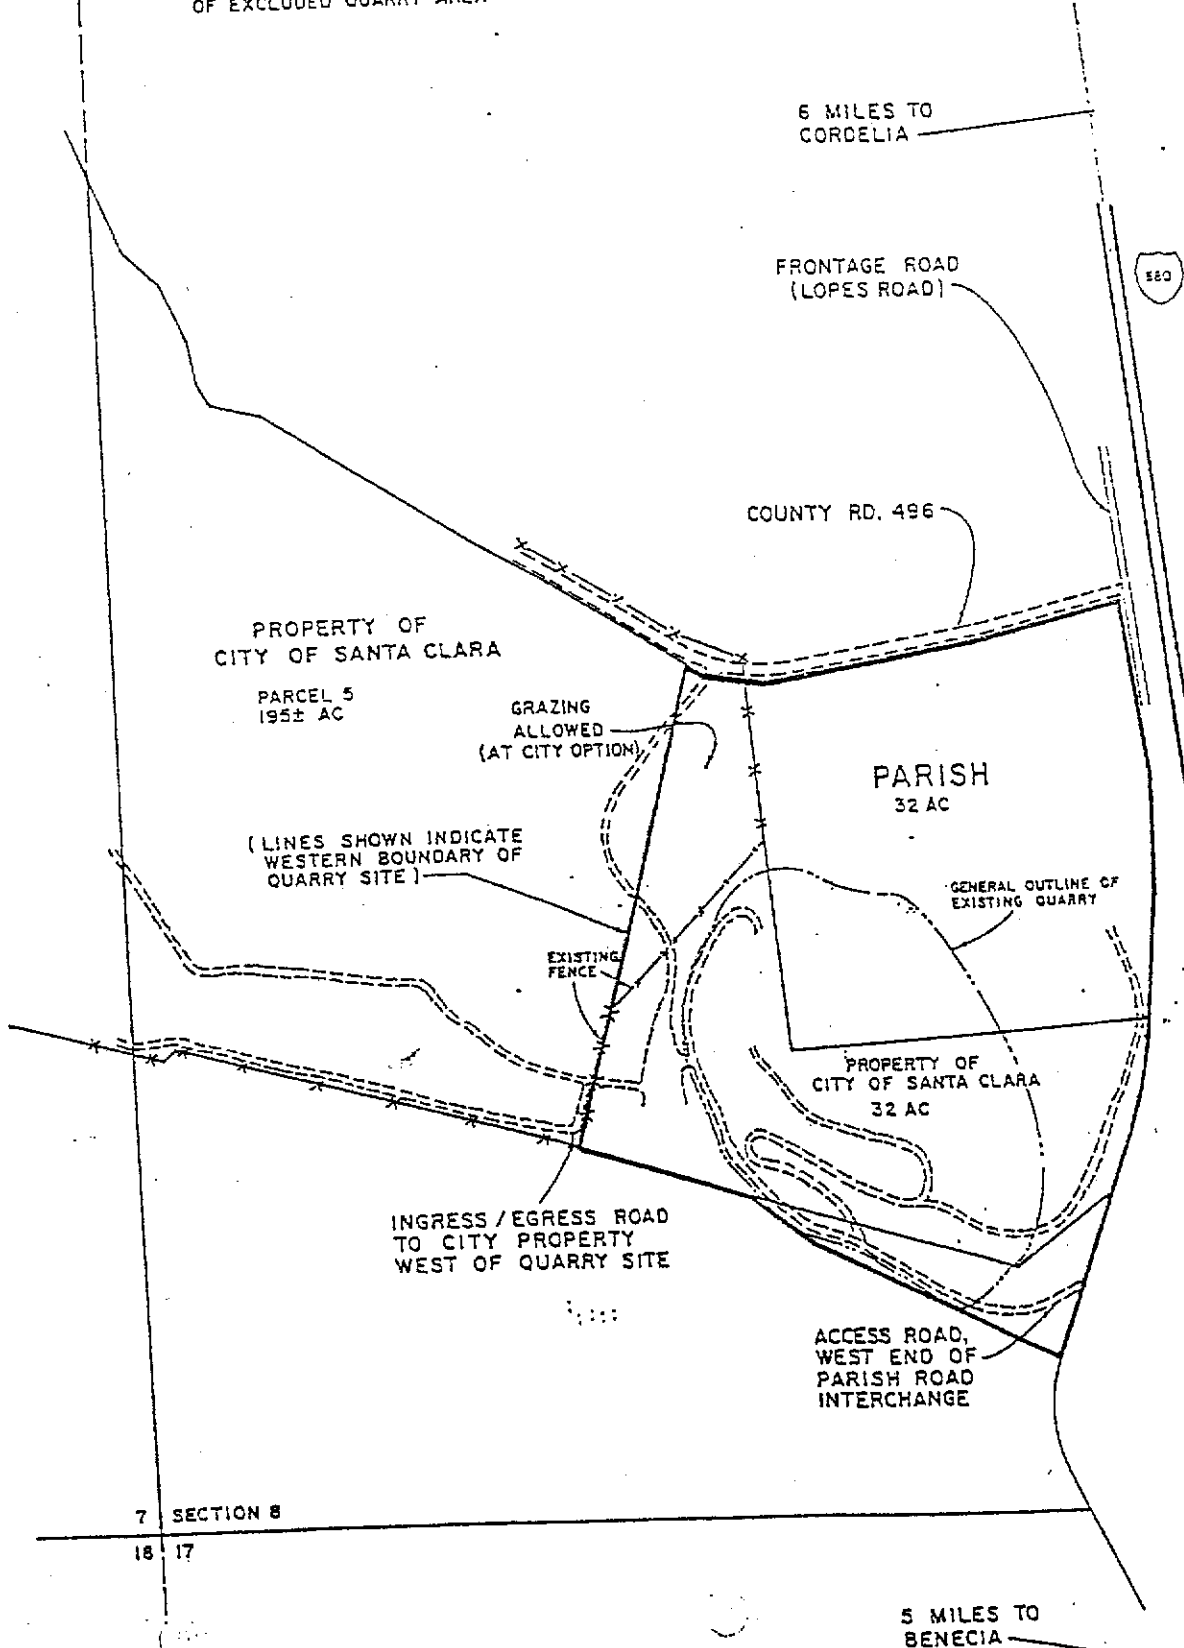 OF EXCLUDED QUARRY AREA
6 MILES TO
CORDELIA
FRONTAGE ROAD
(LOPES ROAD)
COUNTY RD. 496
PROPERTY OF
CITY OF SANTA CLARA
PARCEL 5
195± AC
GRAZING
ALLOWED
(AT CITY OPTION)
PARISH
32 AC
(LINES SHOWN INDICATE
WESTERN BOUNDARY OF
QUARRY SITE)
GENERAL OUTLINE OF
EXISTING QUARRY
EXISTING
FENCE
PROPERTY OF
CITY OF SANTA CLARA
32 AC
INGRESS/EGRESS ROAD
TO CITY PROPERTY
WEST OF QUARRY SITE
ACCESS ROAD,
WEST END OF
PARISH ROAD
INTERCHANGE
7 SECTION 8
18 17
5 MILES TO
BENECIA